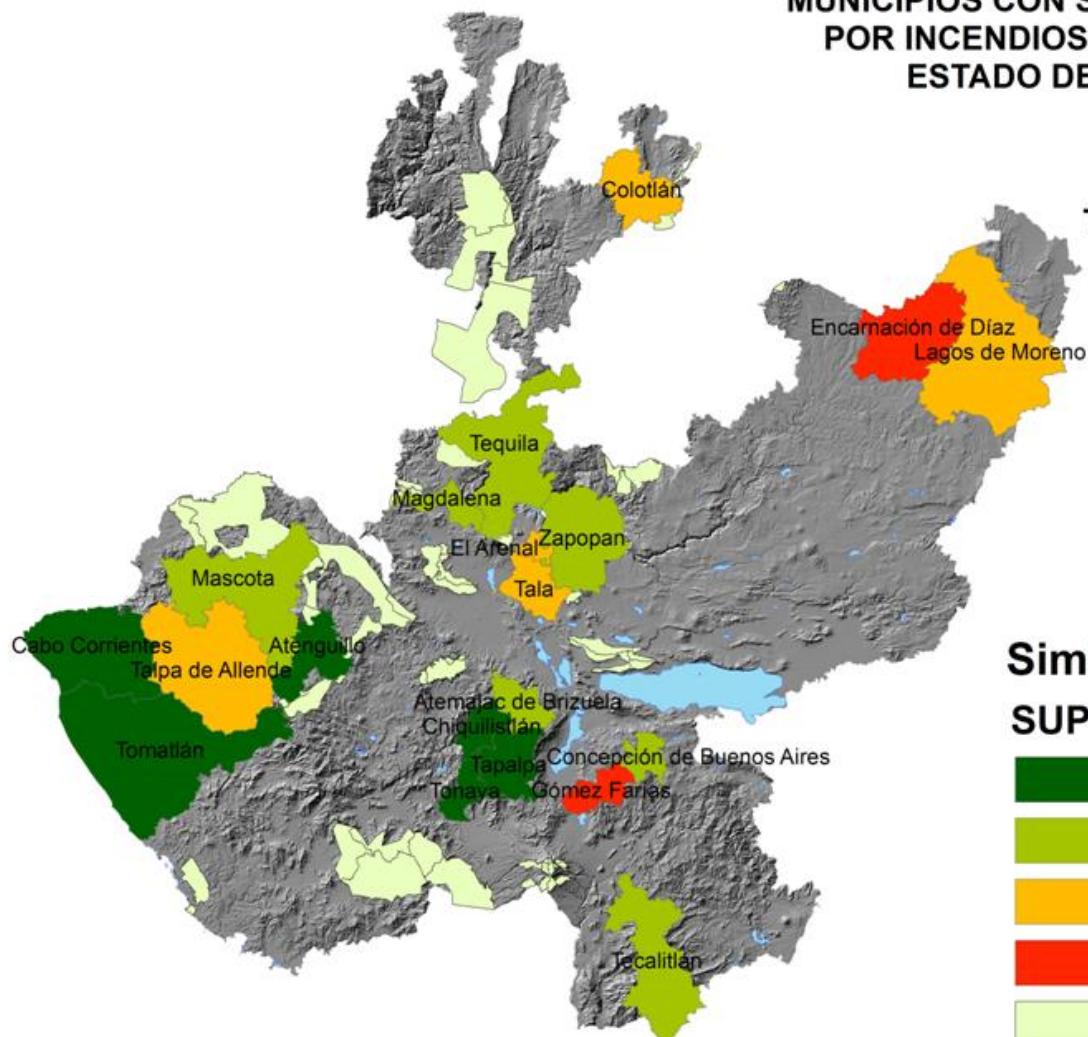 MUNICIPIOS CON S
POR INCENDIOS
ESTADO DE
Colotlán
Encarnación de Díaz
Lagos de Moreno
Tequila
Magdalena
El Arenal
Zapopan
Tala
Mascota
Cabo Corrientes
Atenguillo
Talpa de Allende
Tomatlán
Atemalac de Brizuela
Chiquilistlán
Tapalpa
Concepción de Buenos Aires
Tonaya
Gómez Farías
Tecalitlán
Sim
SUP